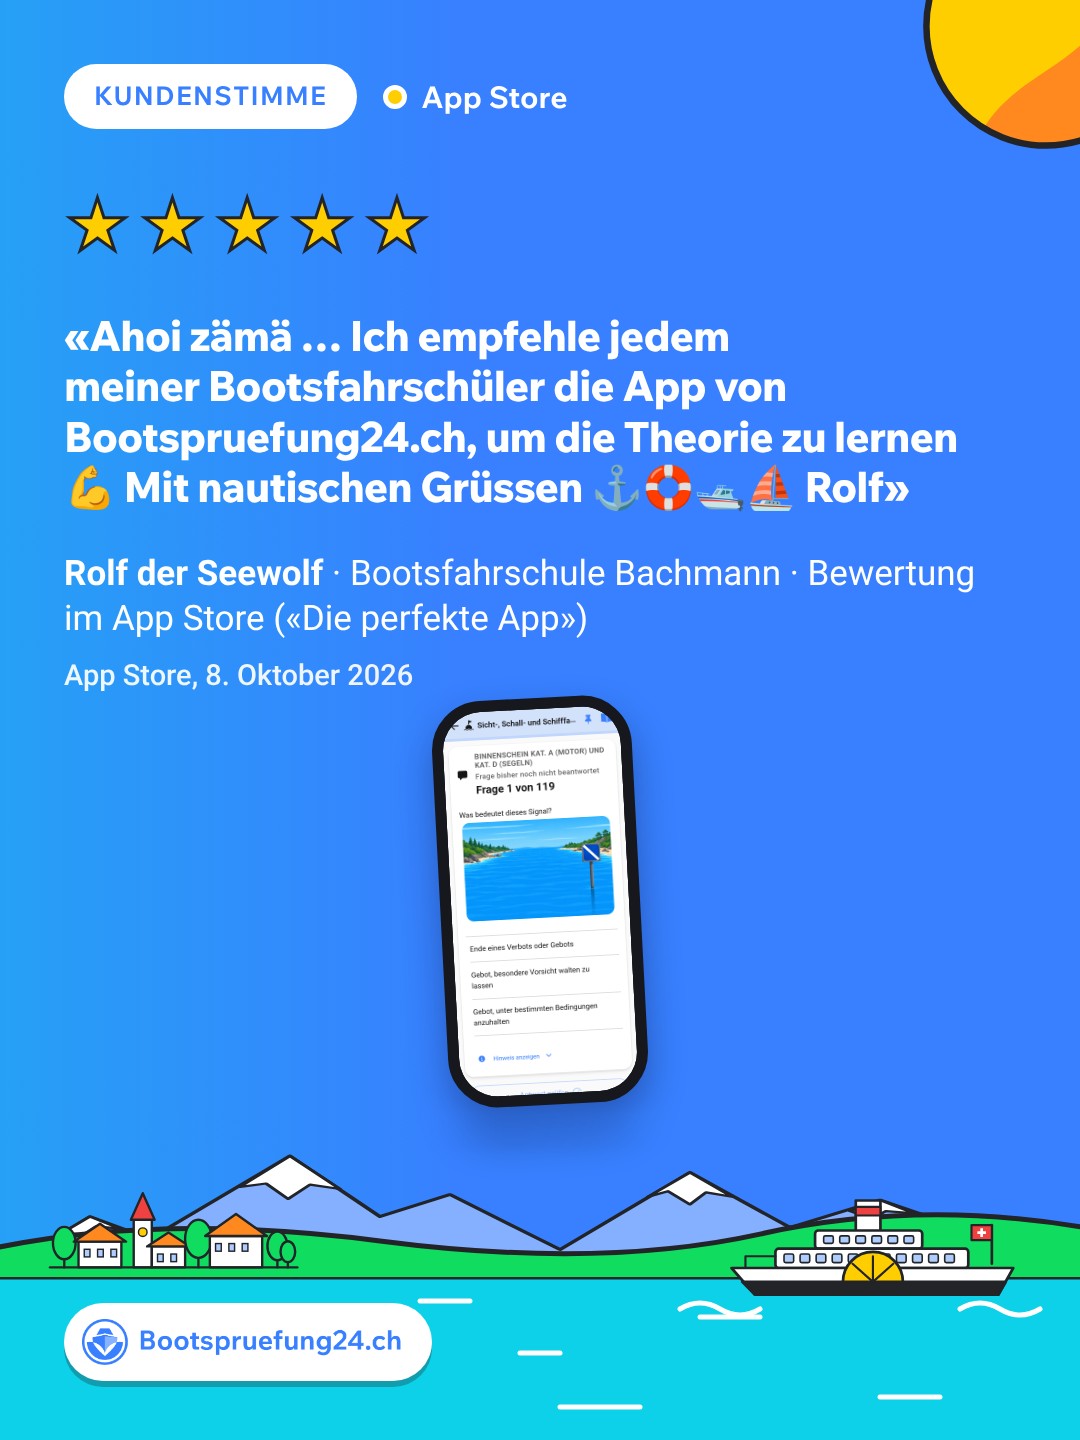 KUNDENSTIMME
App Store
«Ahoi zämä … Ich empfehle jedem
meiner Bootsfahrschüler die App von
Bootspruefung24.ch, um die Theorie zu lernen
💪 Mit nautischen Grüssen ⚓🛟🛥️⛵ Rolf»
Rolf der Seewolf · Bootsfahrschule Bachmann · Bewertung
im App Store («Die perfekte App»)
App Store, 8. Oktober 2026
Sicht-, Schall- und Schifffa...
BINNENSCHEIN KAT. A (MOTOR) UND
KAT. D (SEGELN)
Frage bisher noch nicht beantwortet
Frage 1 von 119
Was bedeutet dieses Signal?
Ende eines Verbots oder Gebots
Gebot, besondere Vorsicht walten zu
lassen
Gebot, unter bestimmten Bedingungen
anzuhalten
Hinweis anzeigen
Bootspruefung24.ch